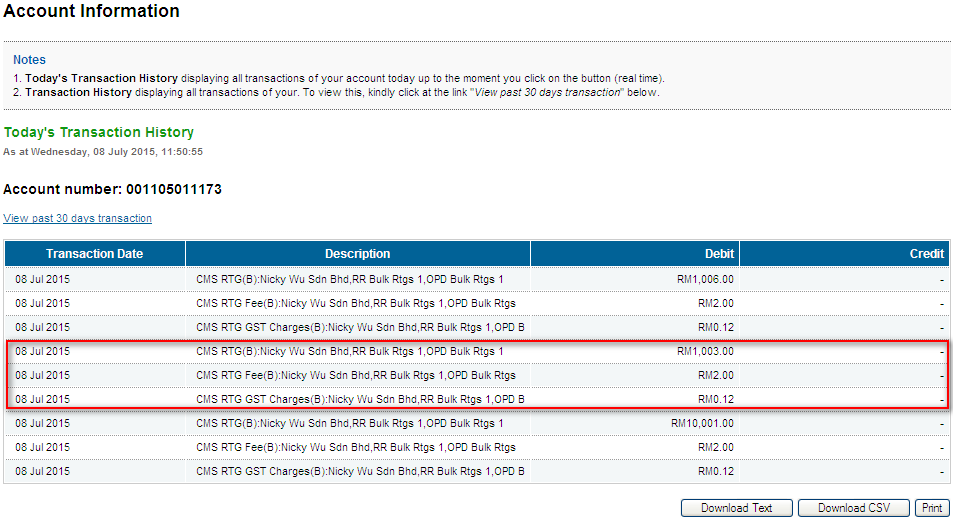 Account Information
Notes
1. Today's Transaction History displaying all transactions of your account today up to the moment you click on the button (real time).
2. Transaction History displaying all transactions of your. To view this, kindly click at the link "View past 30 days transaction" below.
Today's Transaction History
As at Wednesday, 08 July 2015, 11:50:55
Account number: 001105011173
View past 30 days transaction
Transaction Date Description Debit Credit
08 Jul 2015 CMS RTG(B):Nicky Wu Sdn Bhd,RR Bulk Rtgs 1,OPD Bulk Rtgs 1 RM1,006.00 -
08 Jul 2015 CMS RTG Fee(B):Nicky Wu Sdn Bhd,RR Bulk Rtgs 1,OPD Bulk Rtgs RM2.00 -
08 Jul 2015 CMS RTG GST Charges(B):Nicky Wu Sdn Bhd,RR Bulk Rtgs 1,OPD B RM0.12 -
08 Jul 2015 CMS RTG(B):Nicky Wu Sdn Bhd,RR Bulk Rtgs 1,OPD Bulk Rtgs 1 RM1,003.00 -
08 Jul 2015 CMS RTG Fee(B):Nicky Wu Sdn Bhd,RR Bulk Rtgs 1,OPD Bulk Rtgs RM2.00 -
08 Jul 2015 CMS RTG GST Charges(B):Nicky Wu Sdn Bhd,RR Bulk Rtgs 1,OPD B RM0.12 -
08 Jul 2015 CMS RTG(B):Nicky Wu Sdn Bhd,RR Bulk Rtgs 1,OPD Bulk Rtgs 1 RM10,001.00 -
08 Jul 2015 CMS RTG Fee(B):Nicky Wu Sdn Bhd,RR Bulk Rtgs 1,OPD Bulk Rtgs RM2.00 -
08 Jul 2015 CMS RTG GST Charges(B):Nicky Wu Sdn Bhd,RR Bulk Rtgs 1,OPD B RM0.12 -
Download Text Download CSV Print